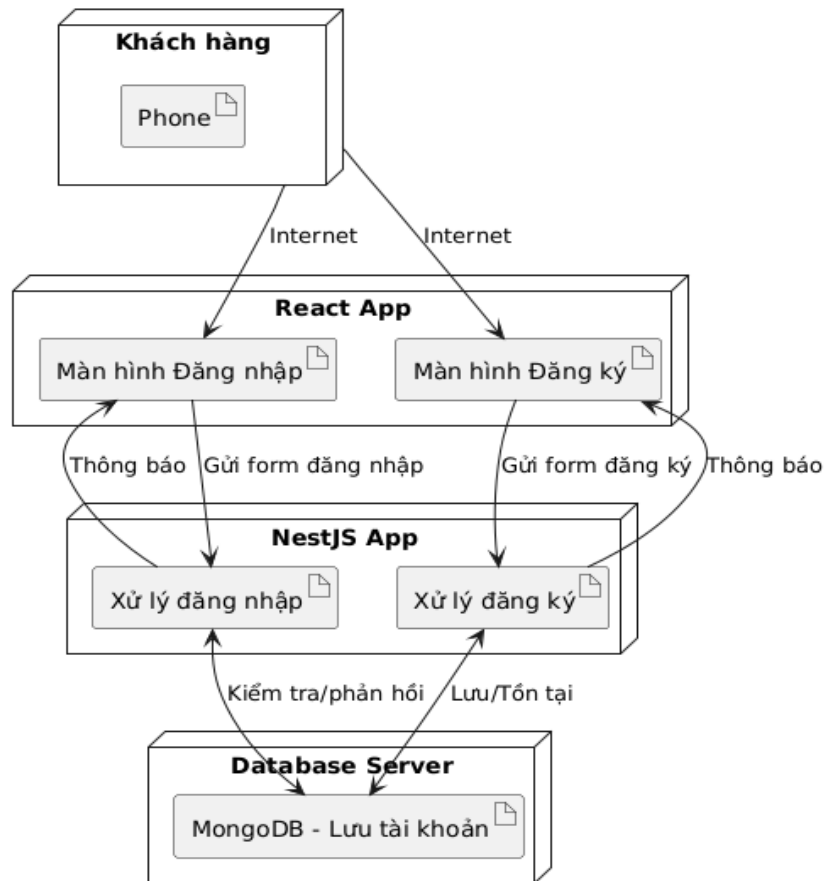 Khách hàng
Phone
Internet
Internet
React App
Màn hình Đăng nhập
Màn hình Đăng ký
Thông báo
Gửi form đăng nhập
Gửi form đăng ký
Thông báo
NestJS App
Xử lý đăng nhập
Xử lý đăng ký
Kiểm tra/phản hồi
Lưu/Tồn tại
Database Server
MongoDB - Lưu tài khoản